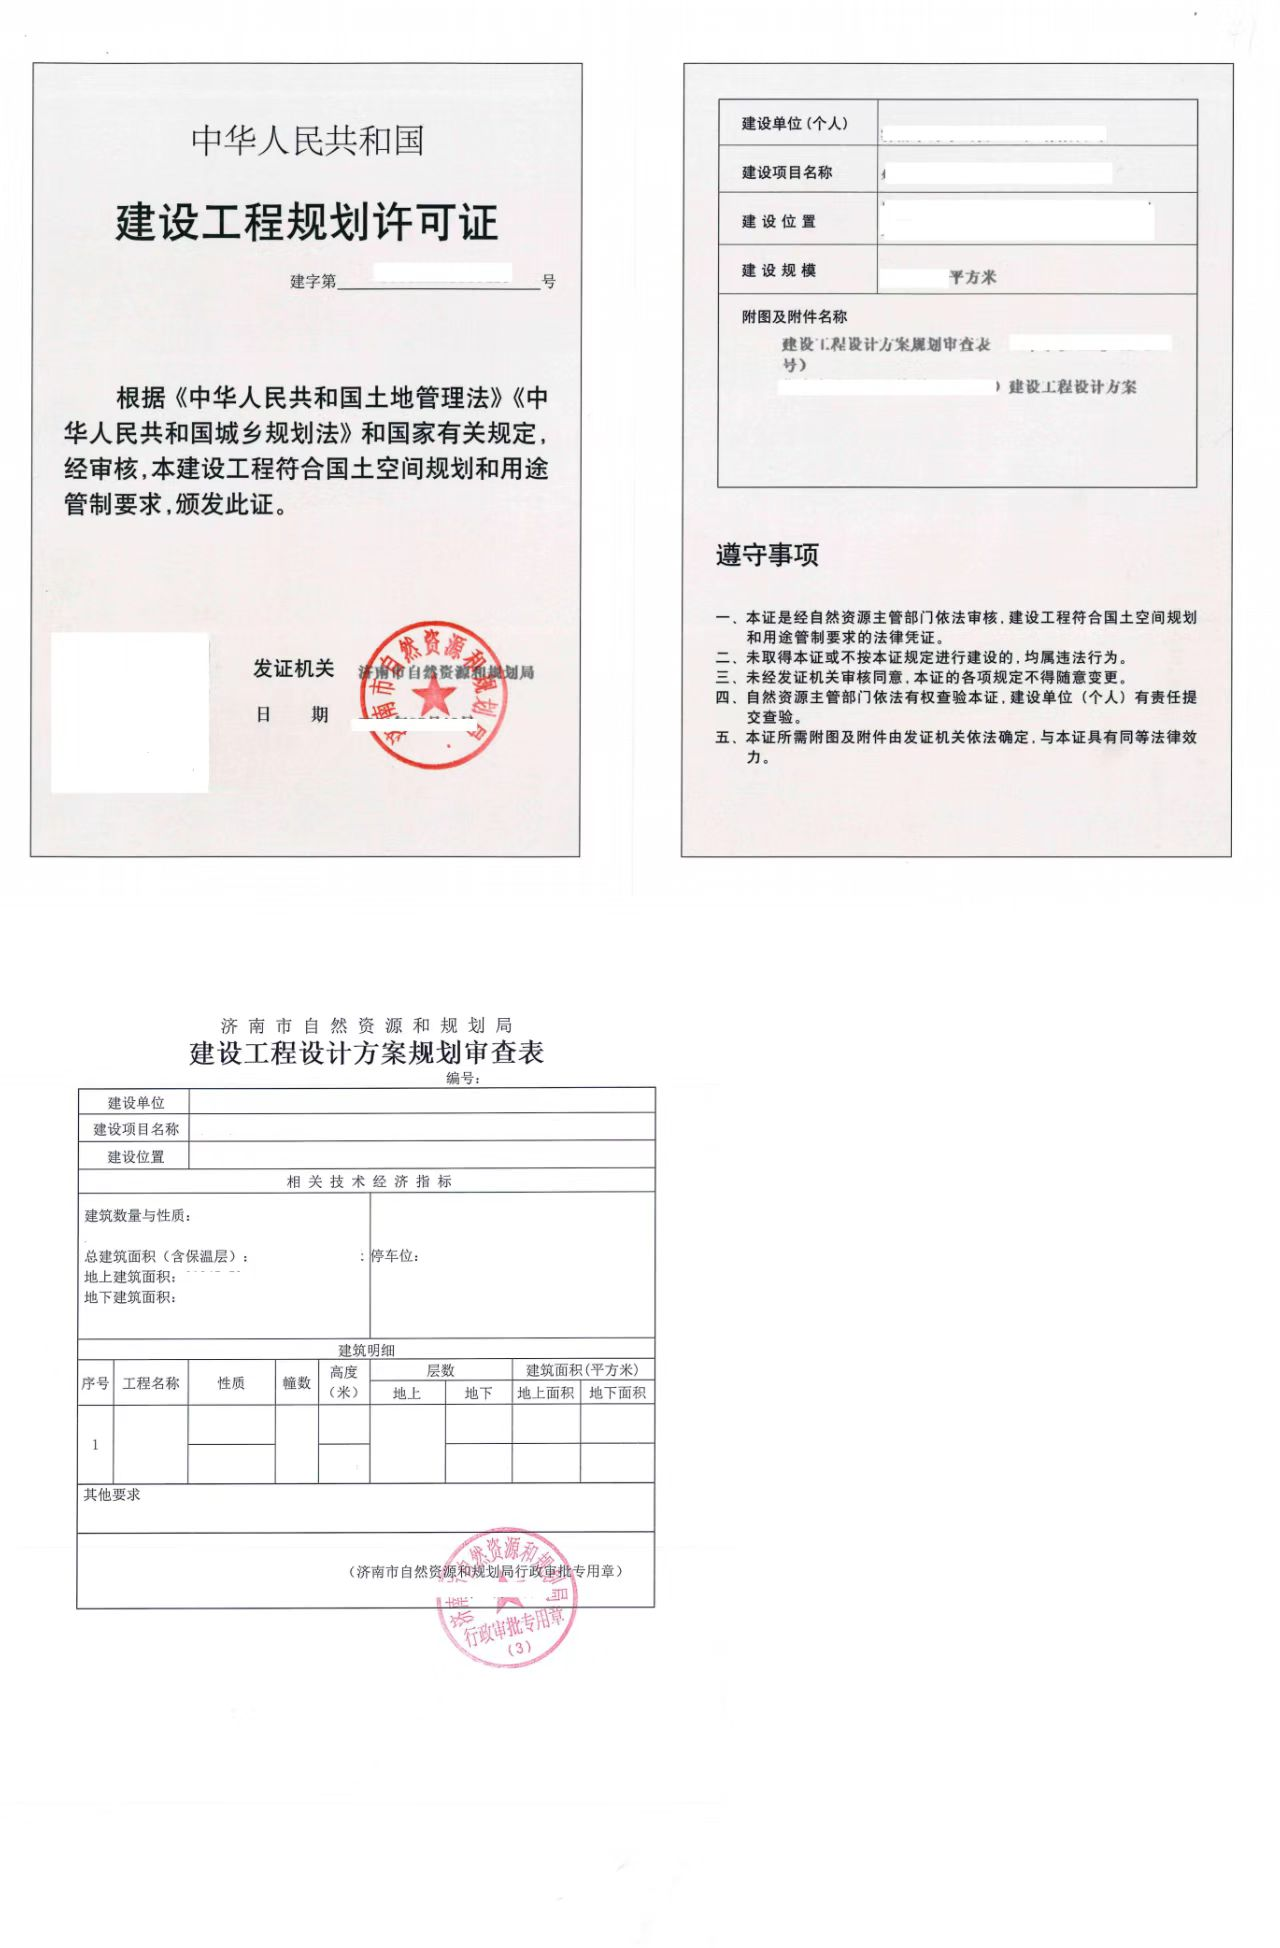 中华人民共和国
建设工程规划许可证
建字第 号
根据《中华人民共和国土地管理法》《中
华人民共和国城乡规划法》和国家有关规定,
经审核,本建设工程符合国土空间规划和用途
管制要求,颁发此证。
发证机关 济南市自然资源和规划局
日 期
济南市自然资源和规划局
建设单位(个人)
建设项目名称
建设位置
建设规模 平方米
附图及附件名称
建设工程设计方案规划审查表
号)
)建设工程设计方案
遵守事项
一、本证是经自然资源主管部门依法审核,建设工程符合国土空间规划
和用途管制要求的法律凭证。
二、未取得本证或不按本证规定进行建设的,均属违法行为。
三、未经发证机关审核同意,本证的各项规定不得随意变更。
四、自然资源主管部门依法有权查验本证,建设单位(个人)有责任提
交查验。
五、本证所需附图及附件由发证机关依法确定,与本证具有同等法律效
力。
济南市自然资源和规划局
建设工程设计方案规划审查表
编号:
建设单位
建设项目名称
建设位置
相关技术经济指标
建筑数量与性质:
总建筑面积(含保温层): ;停车位:
地上建筑面积:
地下建筑面积:
建筑明细
序号 工程名称 性质 幢数 高度(米) 层数 建筑面积(平方米)
地上 地下 地上面积 地下面积
1
其他要求
(济南市自然资源和规划局行政审批专用章)
济南市自然资源和规划局
行政审批专用章
(3)